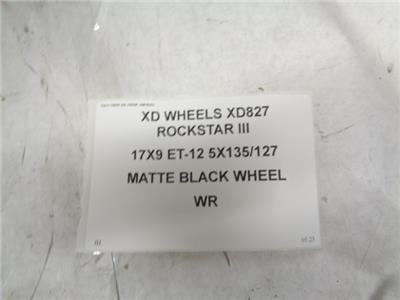 XD WHEELS XD827
ROCKSTAR III
17X9 ET-12 5X135/127
MATTE BLACK WHEEL
WR